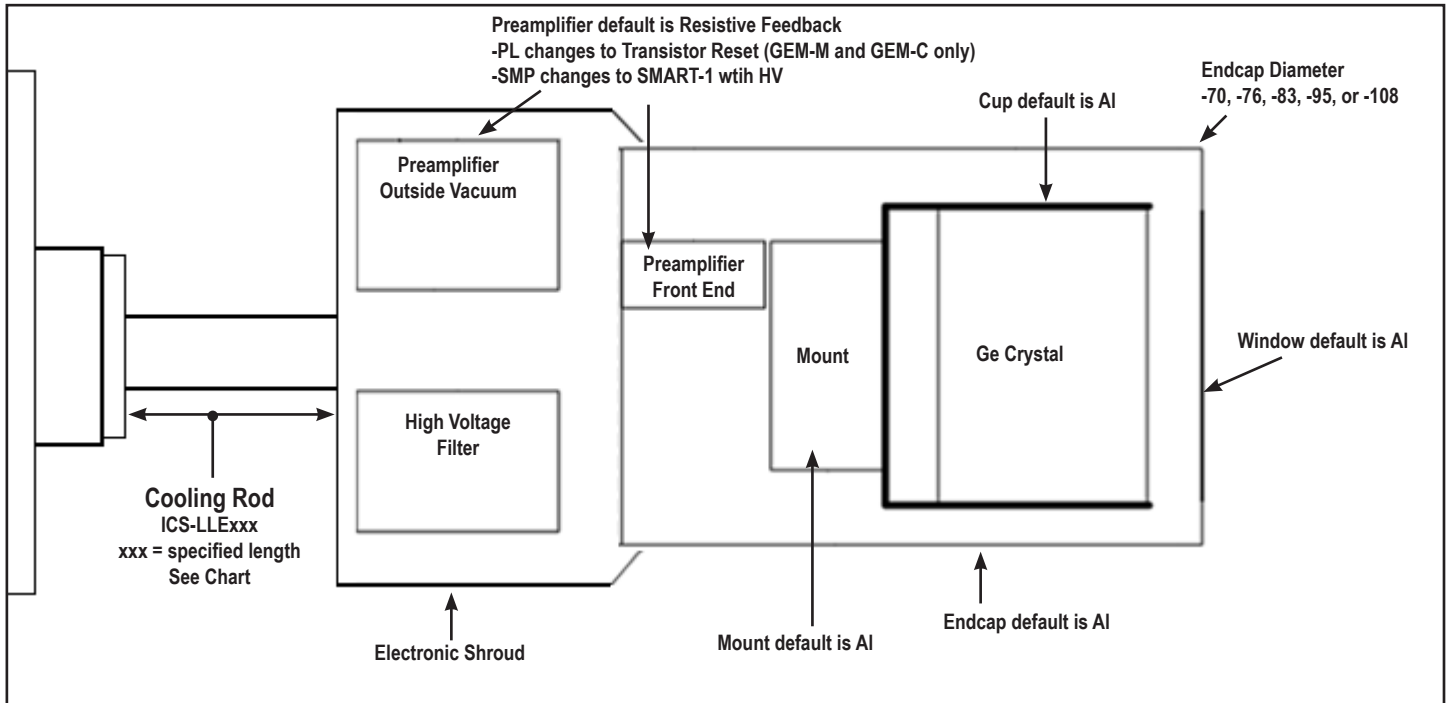 Preamplifier default is Resistive Feedback
-PL changes to Transistor Reset (GEM-M and GEM-C only)
-SMP changes to SMART-1 wtih HV
Endcap Diameter
-70, -76, -83, -95, or -108
Cup default is Al
Preamplifier
Outside Vacuum
Preamplifier
Front End
Mount
Ge Crystal
Window default is Al
High Voltage
Filter
Cooling Rod
ICS-LLExxx
xxx = specified length
See Chart
Electronic Shroud
Mount default is Al
Endcap default is Al